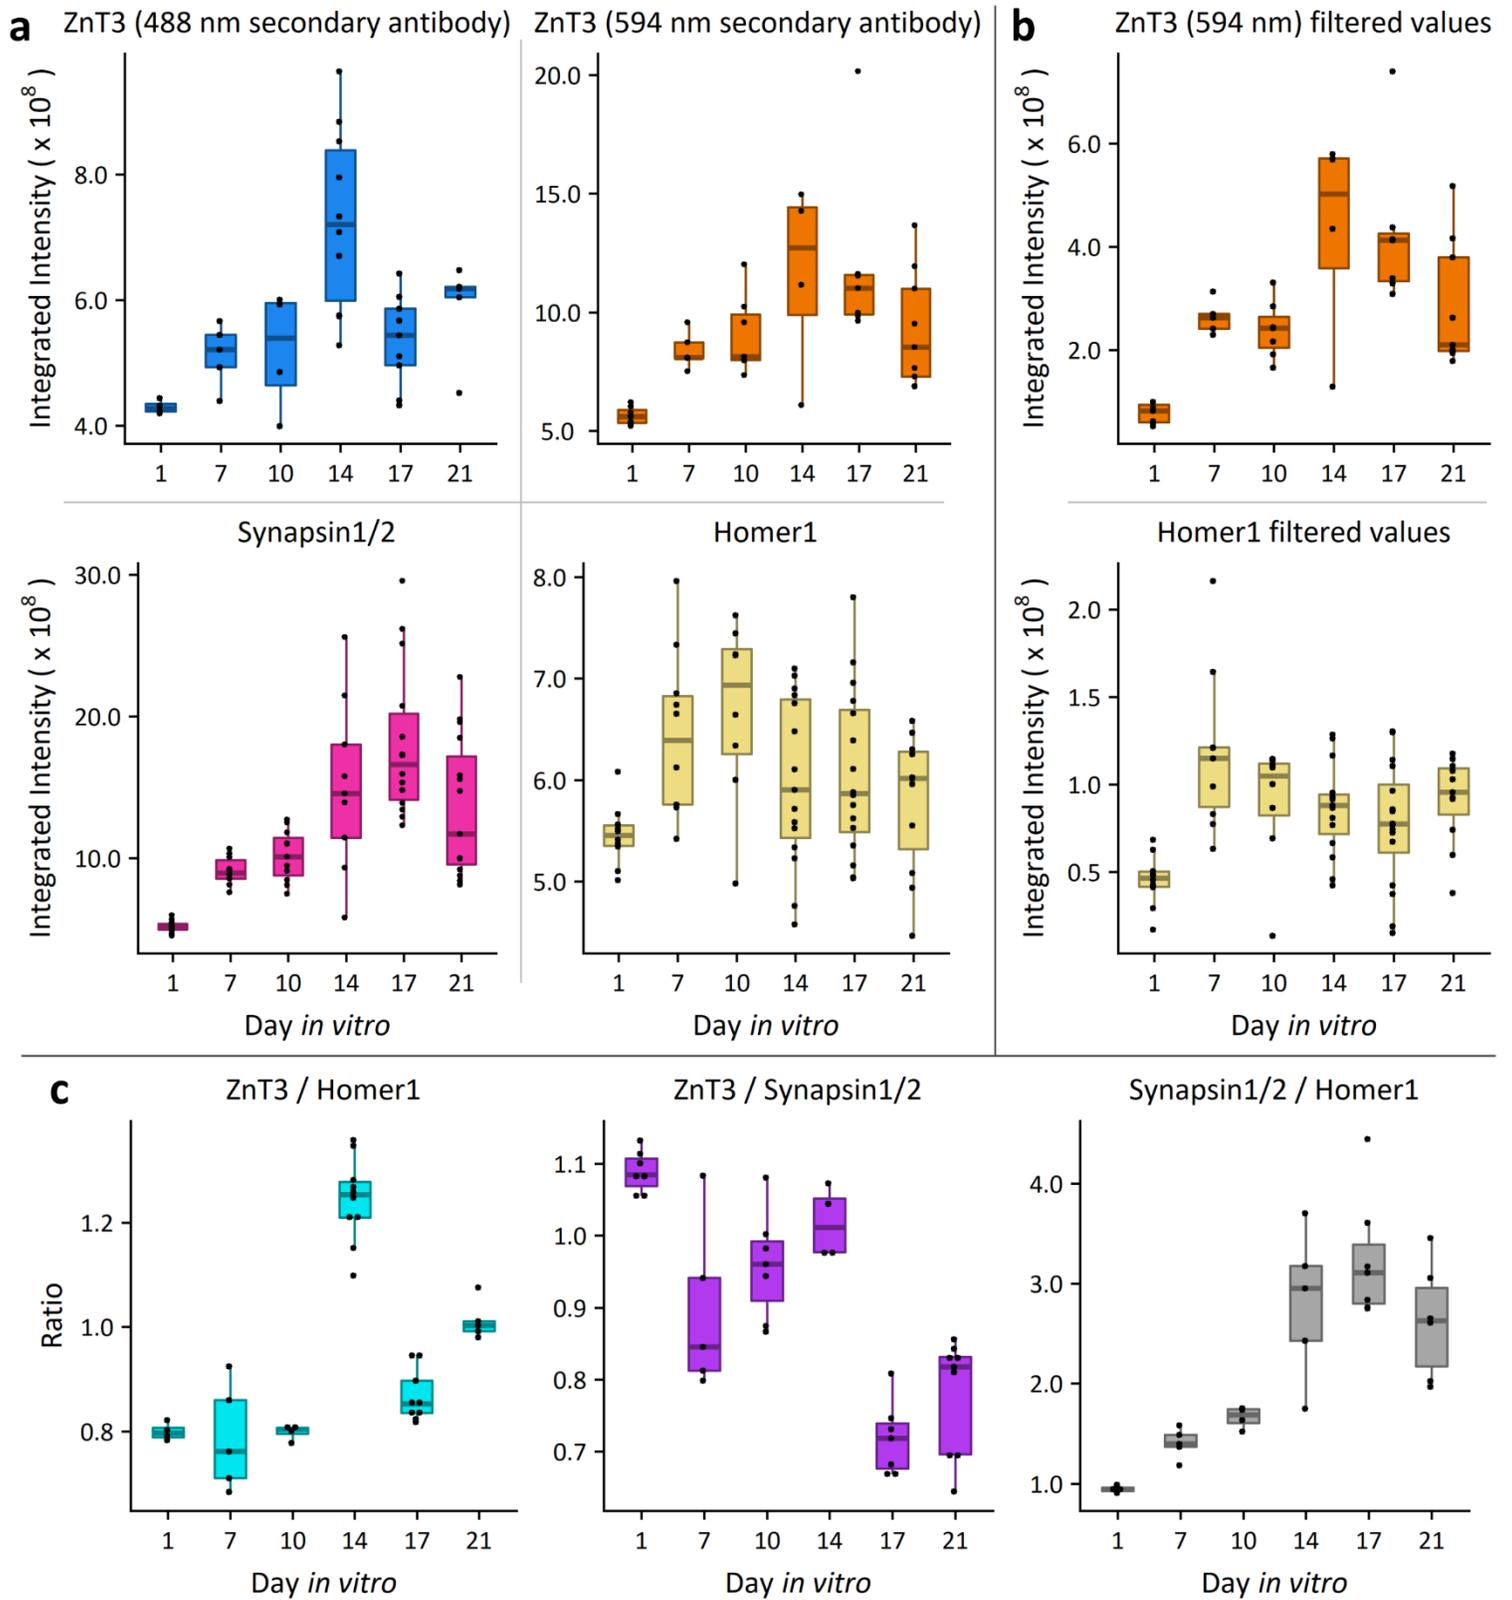 a
ZnT3 (488 nm secondary antibody)
Integrated Intensity ( x 10⁸ )
8.0
6.0
4.0
1 7 10 14 17 21
ZnT3 (594 nm secondary antibody)
20.0
15.0
10.0
5.0
1 7 10 14 17 21
b
ZnT3 (594 nm) filtered values
Integrated Intensity ( x 10⁸ )
6.0
4.0
2.0
1 7 10 14 17 21
Synapsin1/2
Integrated Intensity ( x 10⁸ )
30.0
20.0
10.0
1 7 10 14 17 21
Day in vitro
Homer1
8.0
7.0
6.0
5.0
1 7 10 14 17 21
Day in vitro
Homer1 filtered values
Integrated Intensity ( x 10⁸ )
2.0
1.5
1.0
0.5
1 7 10 14 17 21
Day in vitro
c
ZnT3 / Homer1
Ratio
1.2
1.0
0.8
1 7 10 14 17 21
Day in vitro
ZnT3 / Synapsin1/2
1.1
1.0
0.9
0.8
0.7
1 7 10 14 17 21
Day in vitro
Synapsin1/2 / Homer1
4.0
3.0
2.0
1.0
1 7 10 14 17 21
Day in vitro